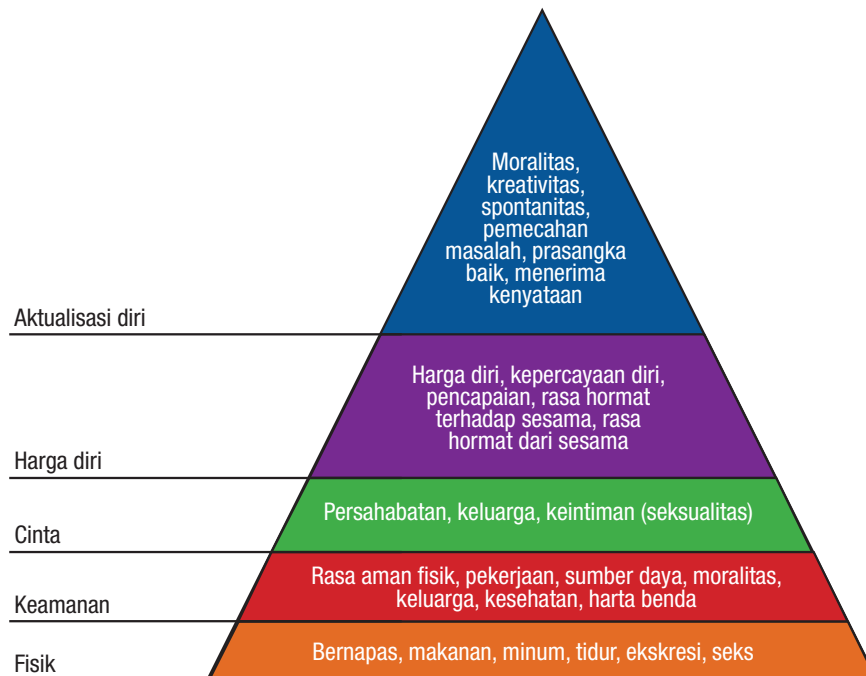 Moralitas,
kreativitas,
spontanitas,
pemecahan
masalah, prasangka
baik, menerima
kenyataan
Aktualisasi diri
Harga diri, kepercayaan diri,
pencapaian, rasa hormat
terhadap sesama, rasa
hormat dari sesama
Harga diri
Persahabatan, keluarga, keintiman (seksualitas)
Cinta
Rasa aman fisik, pekerjaan, sumber daya, moralitas,
keluarga, kesehatan, harta benda
Keamanan
Bernapas, makanan, minum, tidur, ekskresi, seks
Fisik